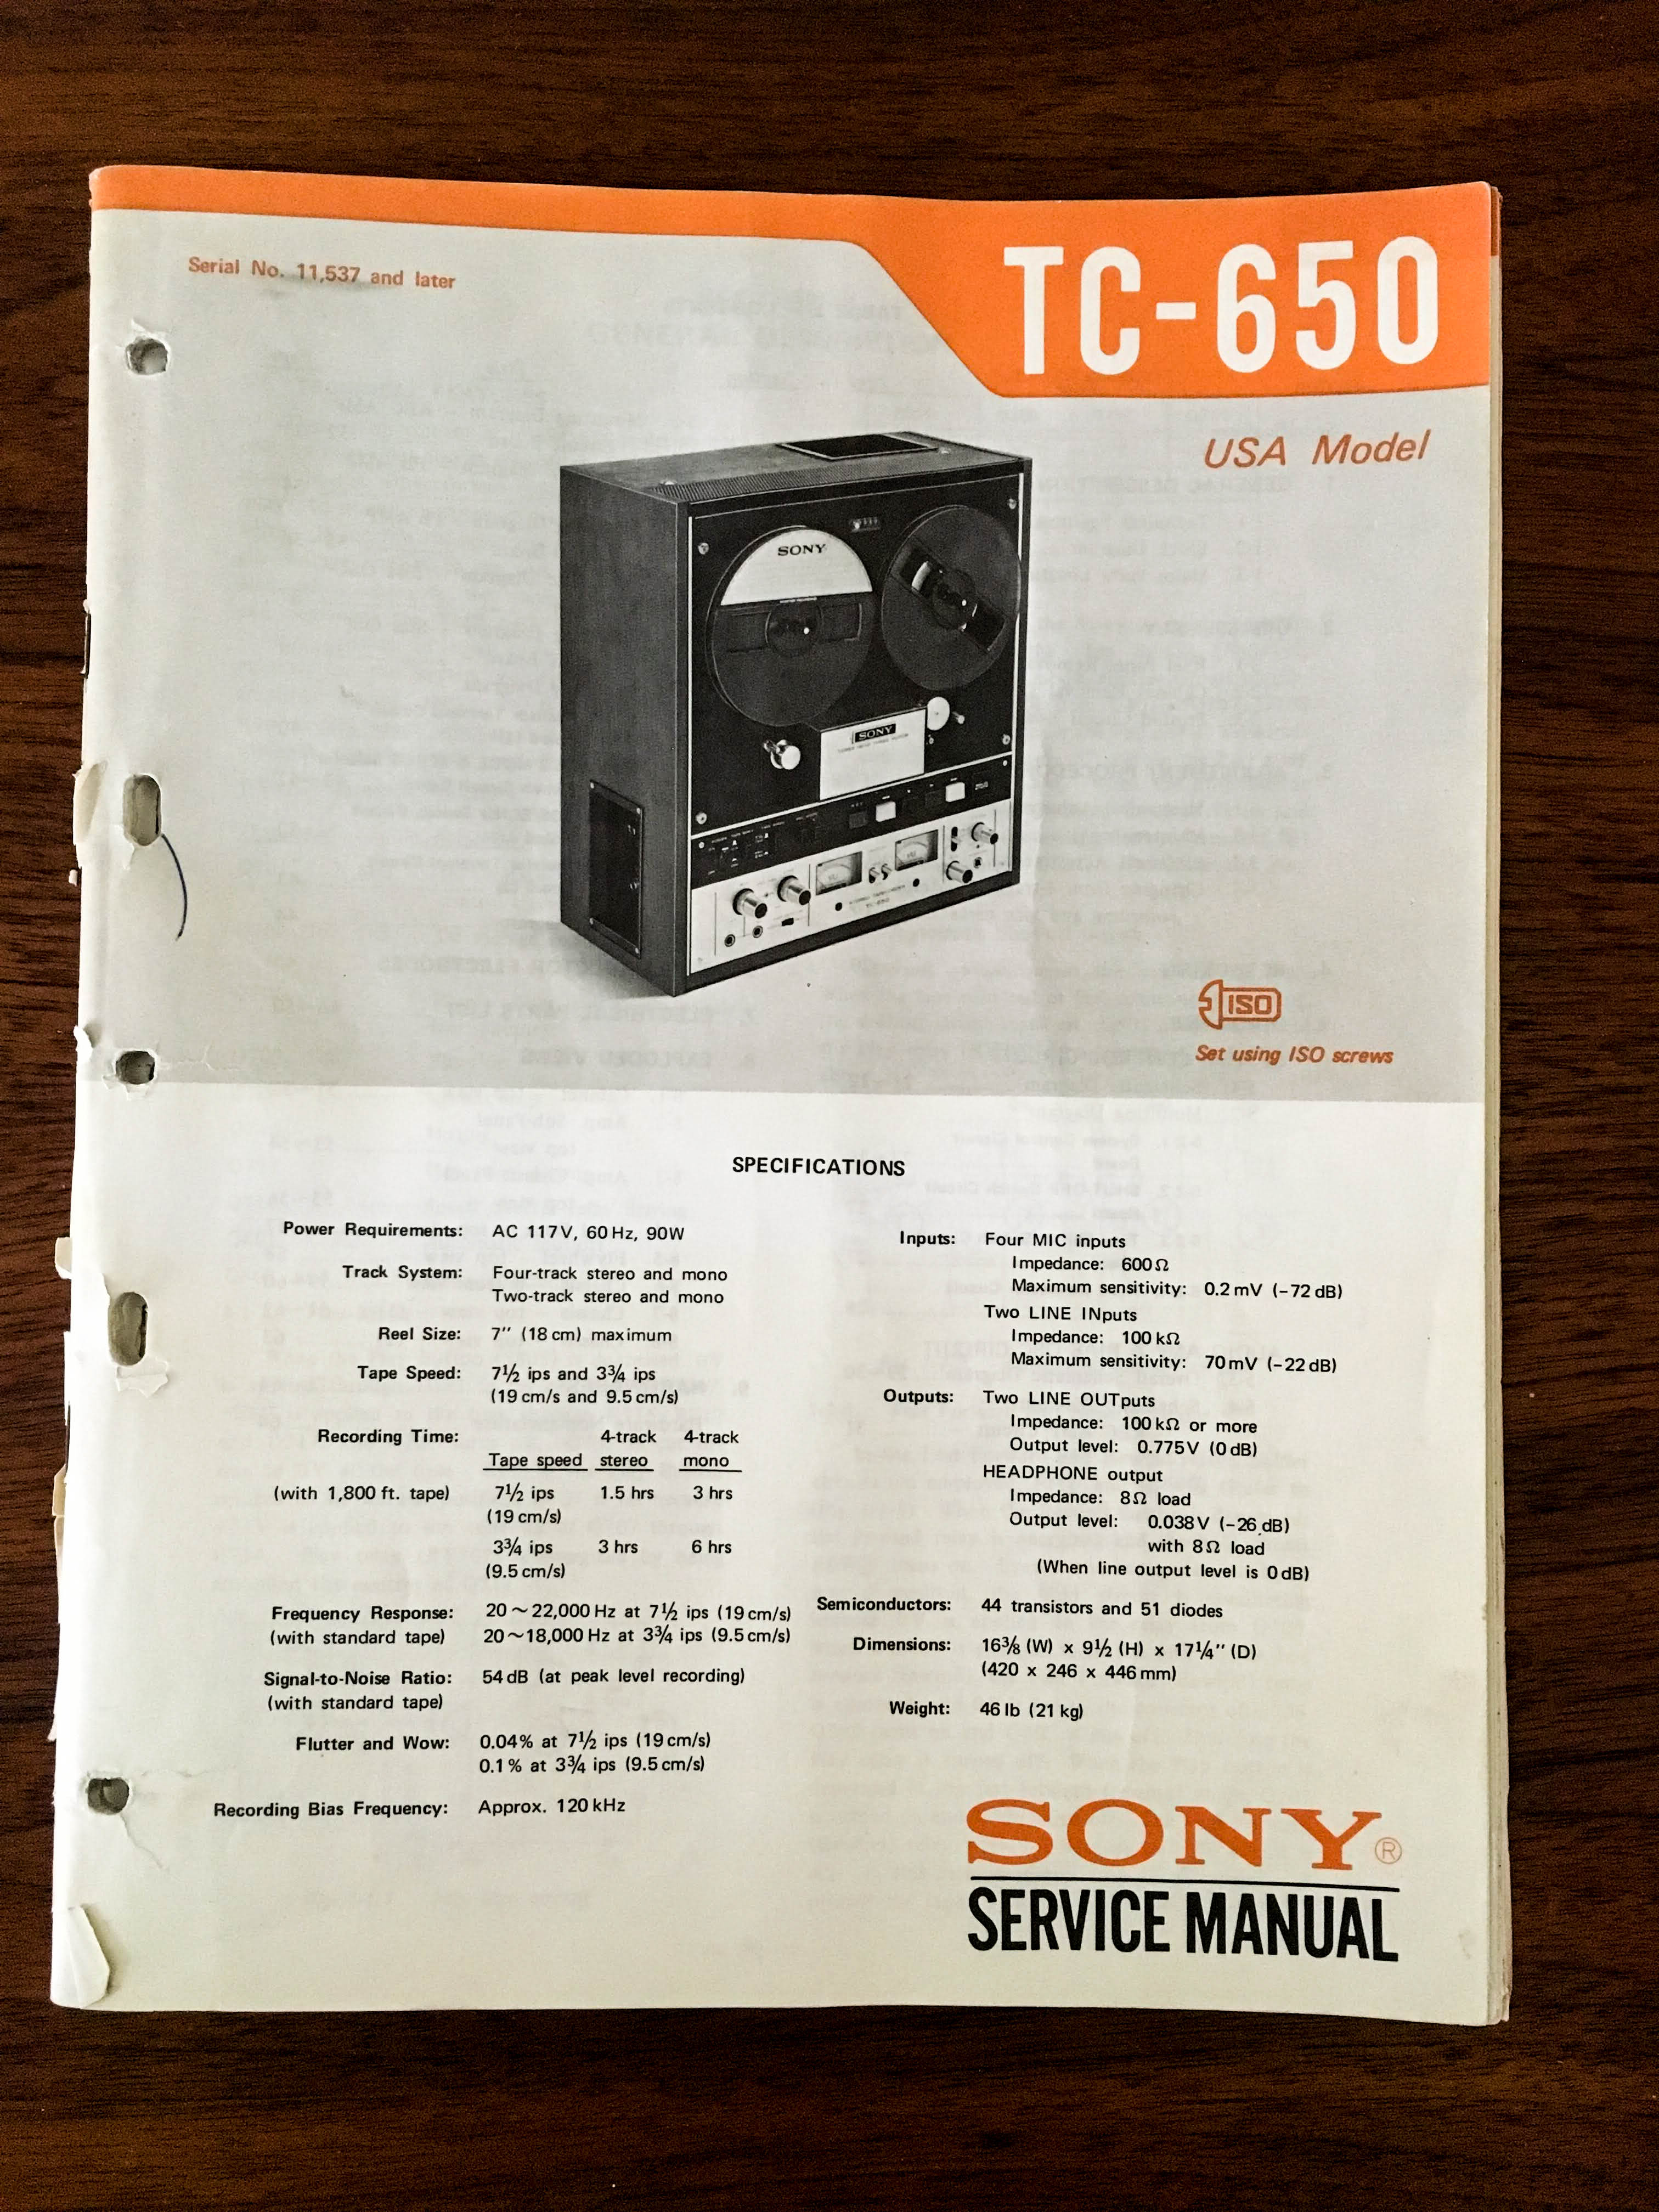 Serial No. 11,537 and later
TC-650
USA Model
SONY
SONY
ISO
Set using ISO screws
SPECIFICATIONS
Power Requirements: AC 117V, 60Hz, 90W
Track System: Four-track stereo and mono
Two-track stereo and mono
Reel Size: 7″ (18 cm) maximum
Tape Speed: 7½ ips and 3¾ ips
(19 cm/s and 9.5 cm/s)
Recording Time: 4-track 4-track
Tape speed stereo mono
(with 1,800 ft. tape) 7½ ips 1.5 hrs 3 hrs
(19 cm/s)
3¾ ips 3 hrs 6 hrs
(9.5 cm/s)
Frequency Response: 20～22,000 Hz at 7½ ips (19 cm/s)
(with standard tape) 20～18,000 Hz at 3¾ ips (9.5 cm/s)
Signal-to-Noise Ratio: 54 dB (at peak level recording)
(with standard tape)
Flutter and Wow: 0.04% at 7½ ips (19 cm/s)
0.1% at 3¾ ips (9.5 cm/s)
Recording Bias Frequency: Approx. 120 kHz
Inputs: Four MIC inputs
Impedance: 600Ω
Maximum sensitivity: 0.2 mV (−72 dB)
Two LINE INputs
Impedance: 100 kΩ
Maximum sensitivity: 70 mV (−22 dB)
Outputs: Two LINE OUTputs
Impedance: 100 kΩ or more
Output level: 0.775V (0 dB)
HEADPHONE output
Impedance: 8Ω load
Output level: 0.038V (−26 dB)
with 8Ω load
(When line output level is 0 dB)
Semiconductors: 44 transistors and 51 diodes
Dimensions: 16⅜ (W) x 9½ (H) x 17¼″ (D)
(420 x 246 x 446 mm)
Weight: 46 lb (21 kg)
SONY®
SERVICE MANUAL